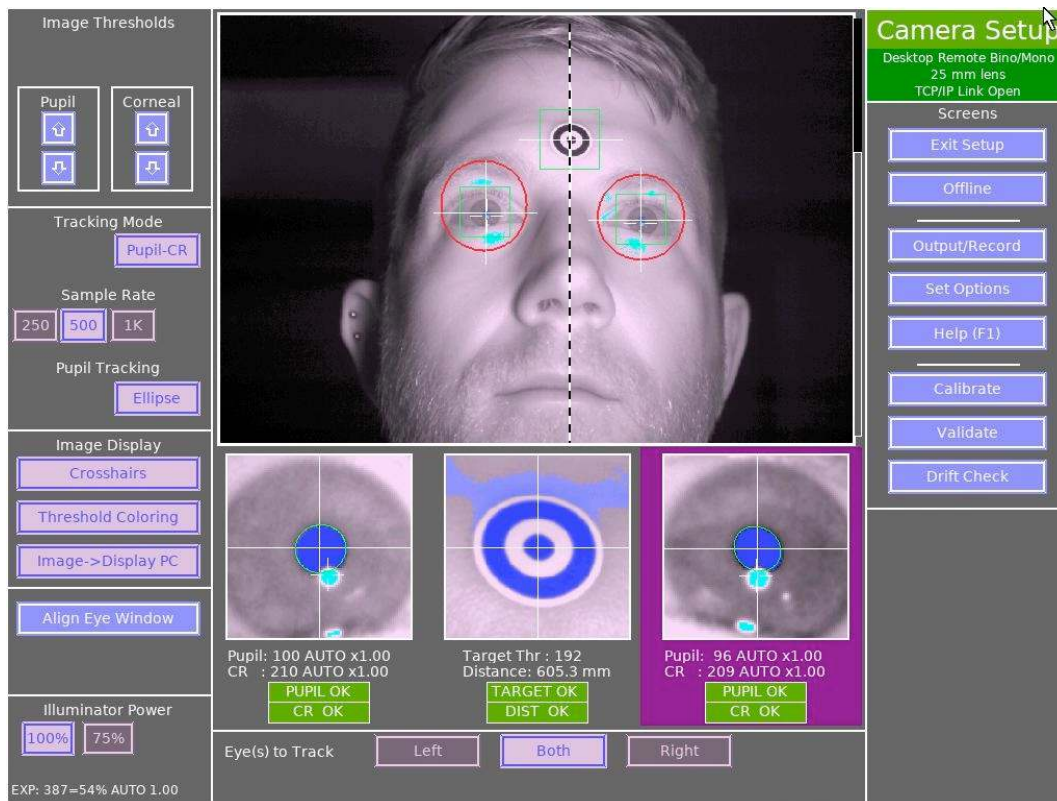 Image Thresholds
Pupil
Corneal
Tracking Mode
Pupil-CR
Sample Rate
250 500 1K
Pupil Tracking
Ellipse
Image Display
Crosshairs
Threshold Coloring
Image->Display PC
Align Eye Window
Illuminator Power
100% 75%
EXP: 387=54% AUTO 1.00
Pupil: 100 AUTO x1.00
CR : 210 AUTO x1.00
PUPIL OK
CR OK
Target Thr : 192
Distance: 605.3 mm
TARGET OK
DIST OK
Pupil: 96 AUTO x1.00
CR : 209 AUTO x1.00
PUPIL OK
CR OK
Eye(s) to Track Left Both Right
Camera Setup
Desktop Remote Bino/Mono
25 mm lens
TCP/IP Link Open
Screens
Exit Setup
Offline
Output/Record
Set Options
Help (F1)
Calibrate
Validate
Drift Check